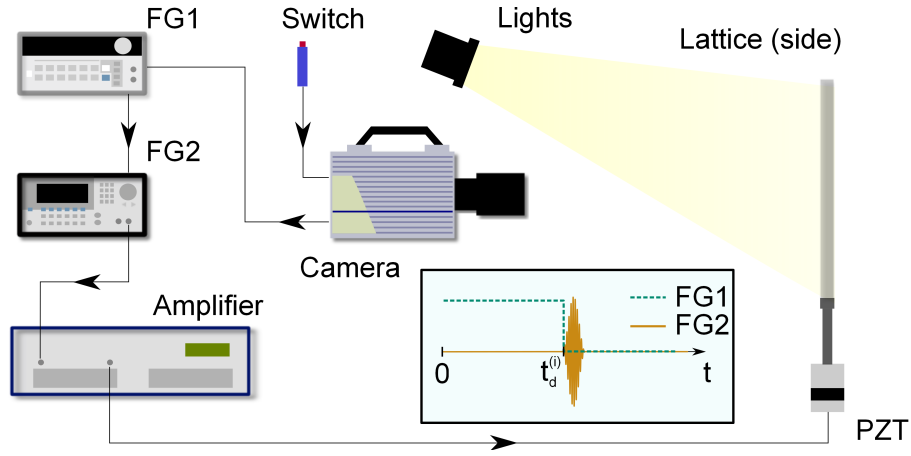 FG1
Switch
Lights
Lattice (side)
FG2
Camera
Amplifier
FG1
FG2
0
t_d^(i)
t
PZT